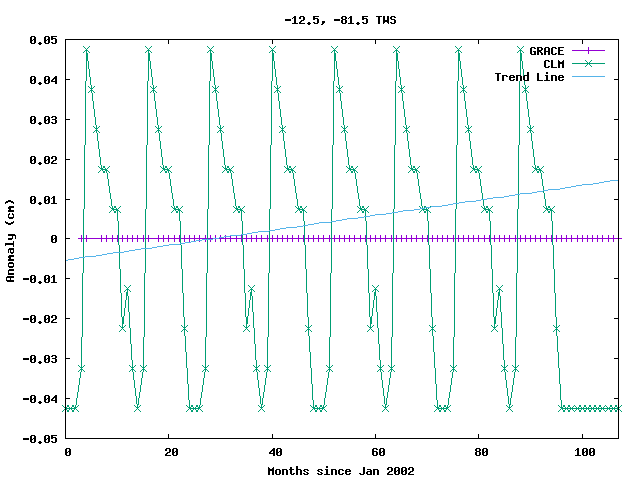 -12.5, -81.5 TWS
GRACE
CLM
Trend Line
0.05
0.04
0.03
0.02
0.01
0
-0.01
-0.02
-0.03
-0.04
-0.05
Anomaly (cm)
0 20 40 60 80 100
Months since Jan 2002